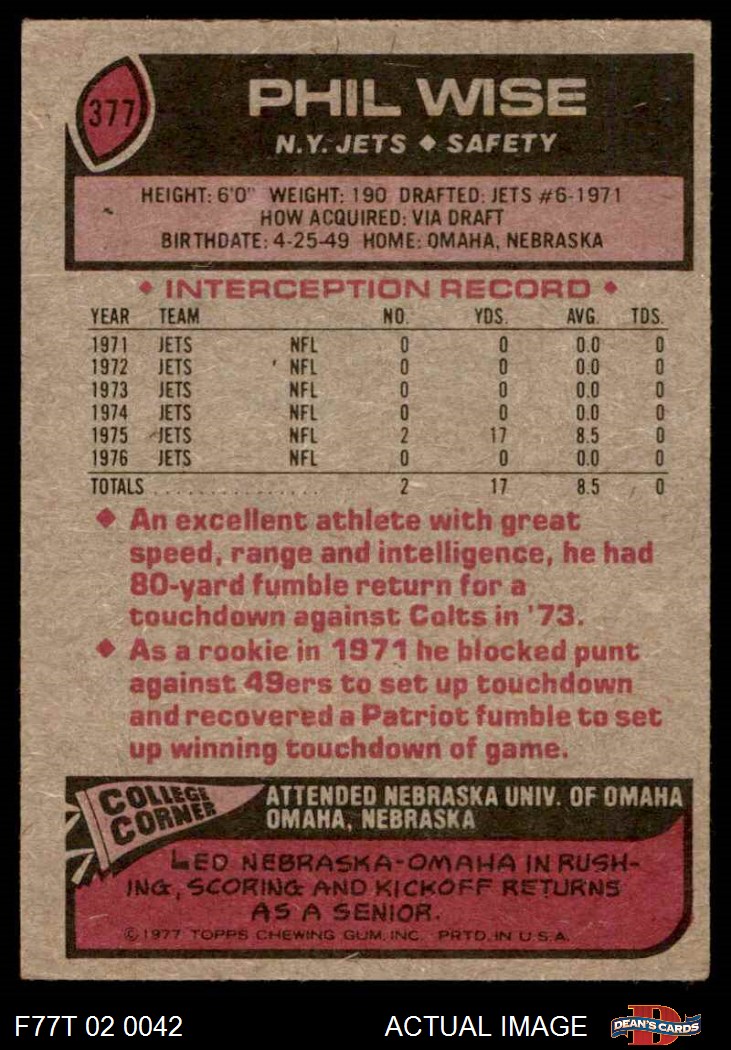 377
PHIL WISE
N.Y. JETS ♦ SAFETY
HEIGHT: 6'0" WEIGHT: 190 DRAFTED: JETS #6-1971
HOW ACQUIRED: VIA DRAFT
BIRTHDATE: 4-25-49 HOME: OMAHA, NEBRASKA
♦ INTERCEPTION RECORD ♦
YEAR TEAM NO. YDS. AVG. TDS.
1971 JETS NFL 0 0 0.0 0
1972 JETS NFL 0 0 0.0 0
1973 JETS NFL 0 0 0.0 0
1974 JETS NFL 0 0 0.0 0
1975 JETS NFL 2 17 8.5 0
1976 JETS NFL 0 0 0.0 0
TOTALS ............... 2 17 8.5 0
♦ An excellent athlete with great
speed, range and intelligence, he had
80-yard fumble return for a
touchdown against Colts in '73.
♦ As a rookie in 1971 he blocked punt
against 49ers to set up touchdown
and recovered a Patriot fumble to set
up winning touchdown of game.
COLLEGE
CORNER
ATTENDED NEBRASKA UNIV. OF OMAHA
OMAHA, NEBRASKA
LED NEBRASKA-OMAHA IN RUSH-
ING, SCORING AND KICKOFF RETURNS
AS A SENIOR.
© 1977 TOPPS CHEWING GUM, INC. PRTD. IN U.S.A.
F77T 02 0042 ACTUAL IMAGE
D
DEAN'S CARDS